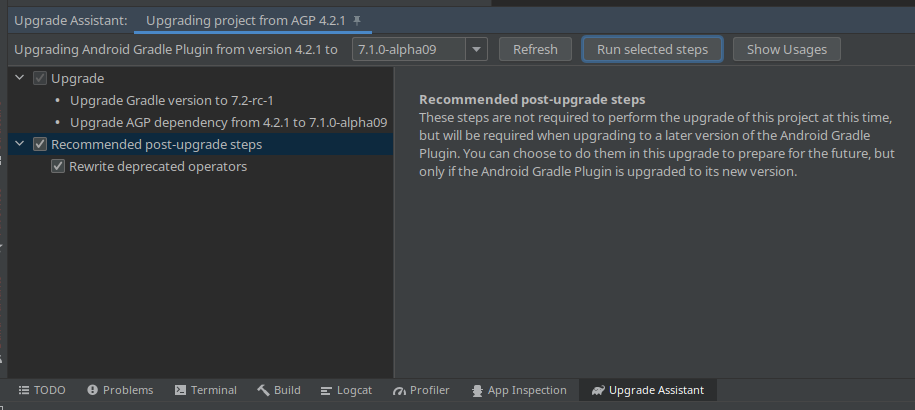 Upgrade Assistant: Upgrading project from AGP 4.2.1
Upgrading Android Gradle Plugin from version 4.2.1 to 7.1.0-alpha09 Refresh Run selected steps Show Usages
Upgrade
• Upgrade Gradle version to 7.2-rc-1
• Upgrade AGP dependency from 4.2.1 to 7.1.0-alpha09
Recommended post-upgrade steps
Rewrite deprecated operators
Recommended post-upgrade steps
These steps are not required to perform the upgrade of this project at this time,
but will be required when upgrading to a later version of the Android Gradle
Plugin. You can choose to do them in this upgrade to prepare for the future, but
only if the Android Gradle Plugin is upgraded to its new version.
TODO Problems Terminal Build Logcat Profiler App Inspection Upgrade Assistant